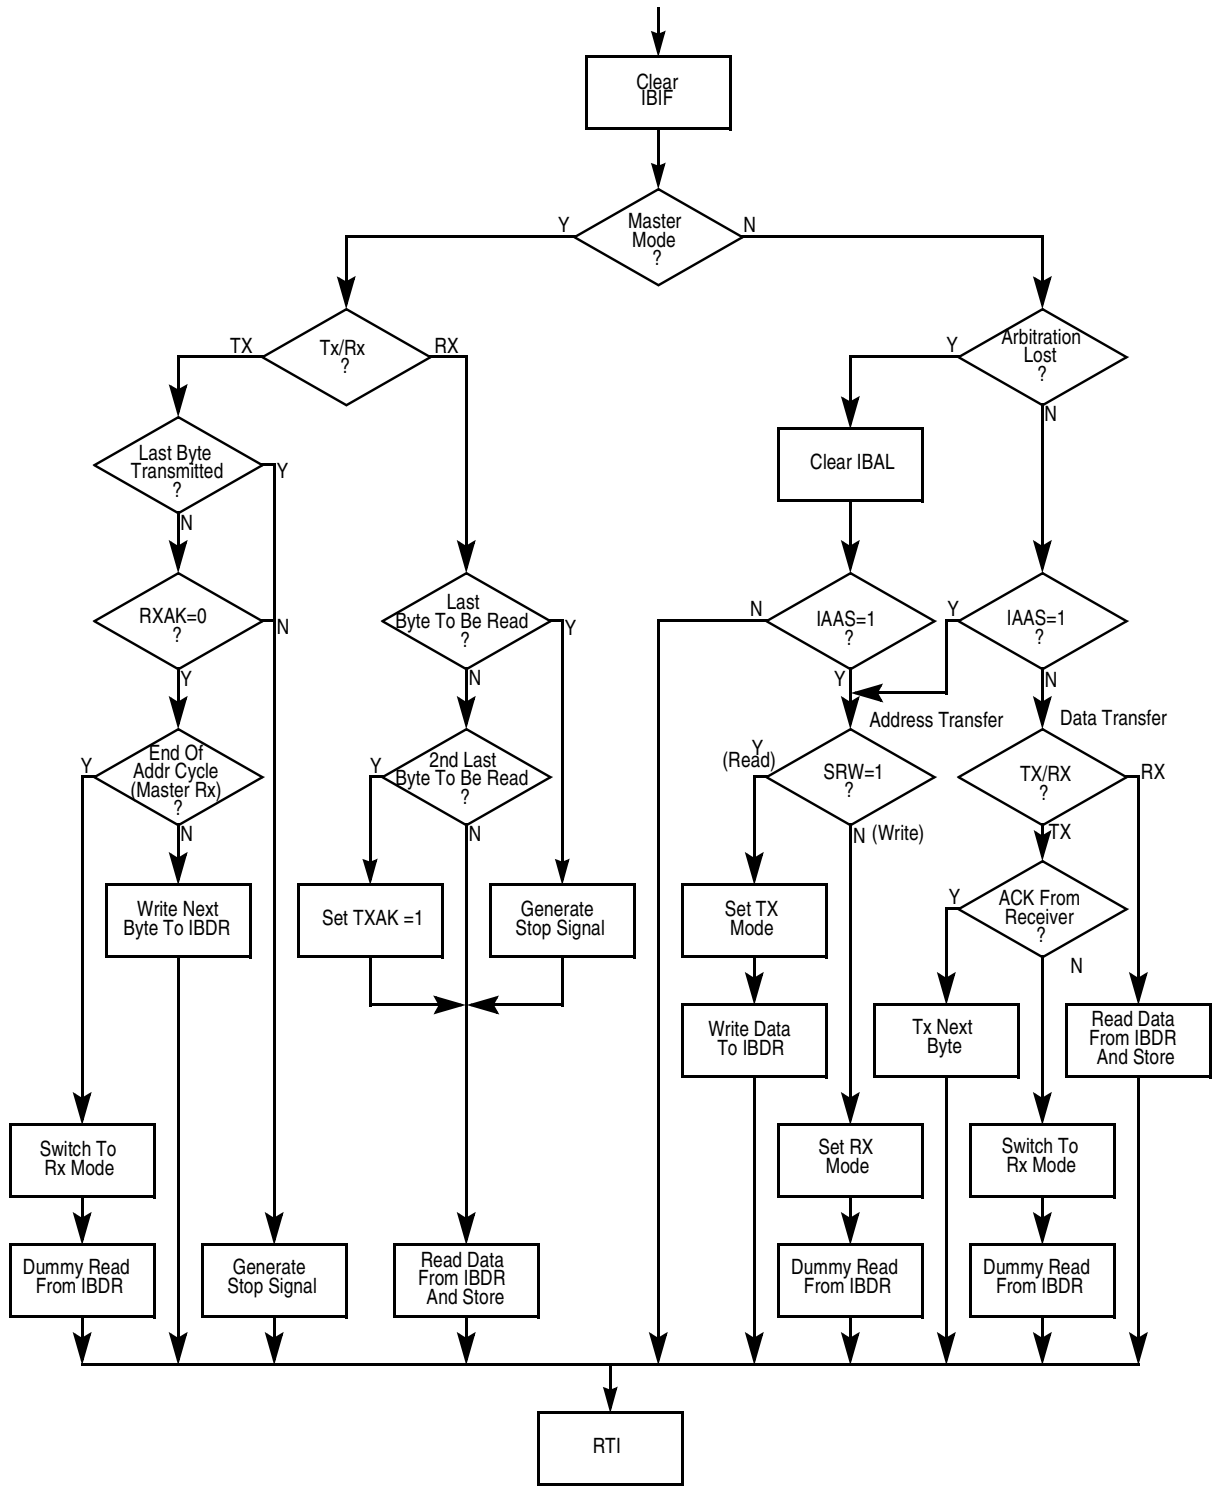 Clear
IBIF
Master
Mode
?
Y
N
Tx/Rx
?
TX
RX
Arbitration
Lost
?
Y
N
Last Byte
Transmitted
?
Y
N
Clear IBAL
RXAK=0
?
N
Y
Last
Byte To Be Read
?
Y
N
IAAS=1
?
N
Y
IAAS=1
?
Y
N
Address Transfer
Data Transfer
End Of
Addr Cycle
(Master Rx)
?
Y
N
2nd Last
Byte To Be Read
?
Y
N
SRW=1
?
Y
(Read)
N (Write)
TX/RX
?
RX
TX
Write Next
Byte To IBDR
Set TXAK =1
Generate
Stop Signal
Set TX
Mode
ACK From
Receiver
?
Y
N
Write Data
To IBDR
Tx Next
Byte
Read Data
From IBDR
And Store
Switch To
Rx Mode
Set RX
Mode
Switch To
Rx Mode
Dummy Read
From IBDR
Generate
Stop Signal
Read Data
From IBDR
And Store
Dummy Read
From IBDR
Dummy Read
From IBDR
RTI